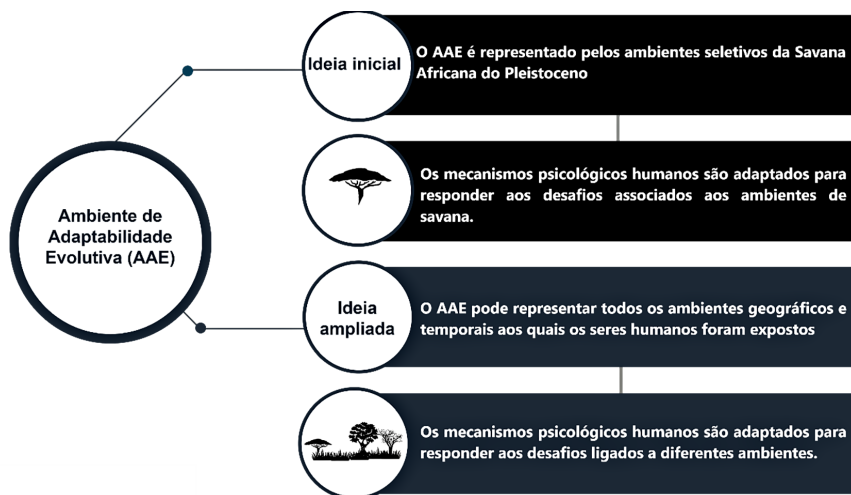 Ambiente de
Adaptabilidade
Evolutiva (AAE)
Ideia inicial
O AAE é representado pelos ambientes seletivos da Savana
Africana do Pleistoceno
Os mecanismos psicológicos humanos são adaptados para
responder aos desafios associados aos ambientes de
savana.
Ideia
ampliada
O AAE pode representar todos os ambientes geográficos e
temporais aos quais os seres humanos foram expostos
Os mecanismos psicológicos humanos são adaptados para
responder aos desafios ligados a diferentes ambientes.